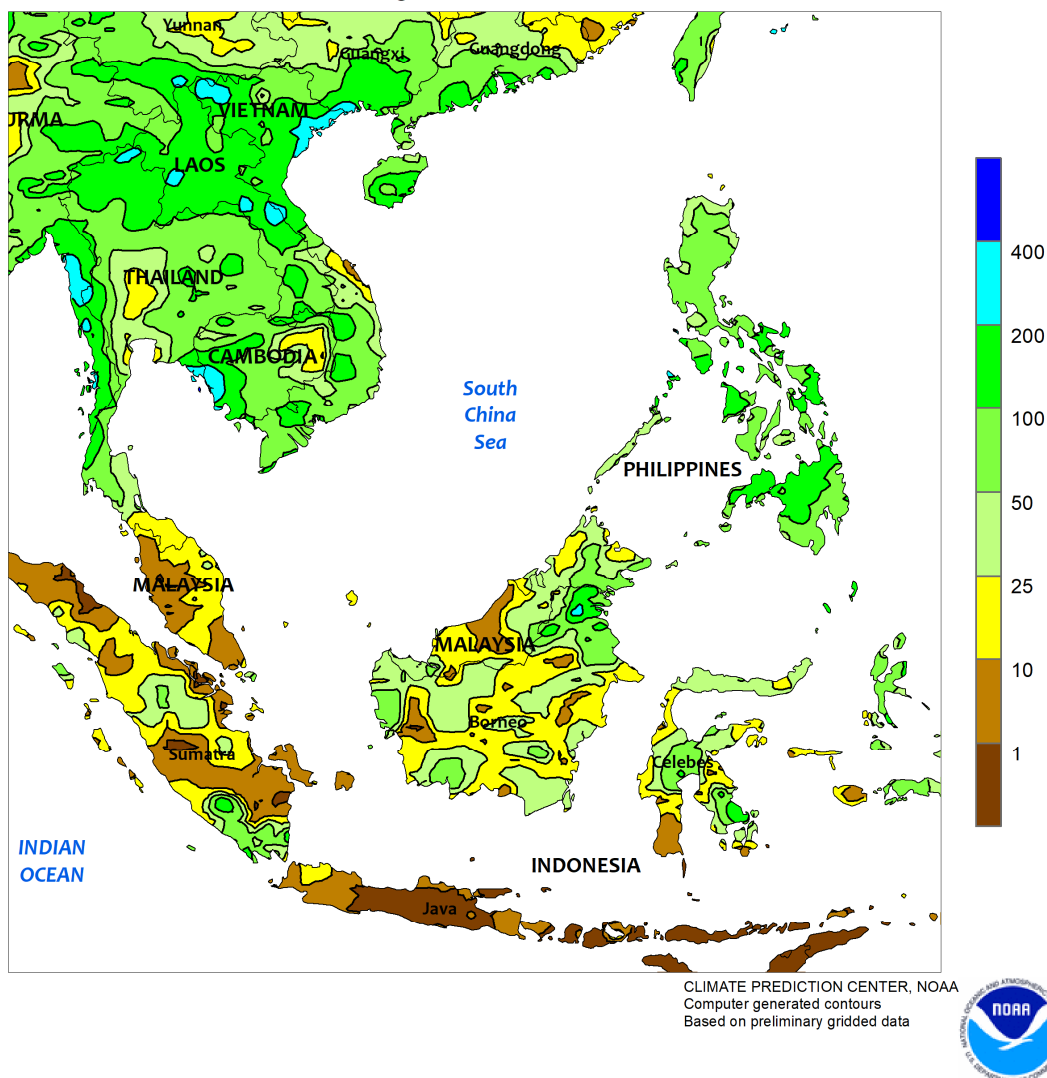 Yunnan
Guangxi
Guangdong
URMA
VIETNAM
LAOS
THAILAND
CAMBODIA
South
China
Sea
PHILIPPINES
MALAYSIA
MALAYSIA
Borneo
Sumatra
Celebes
INDIAN
OCEAN
INDONESIA
Java
400
200
100
50
25
10
1
CLIMATE PREDICTION CENTER, NOAA
Computer generated contours
Based on preliminary gridded data
NOAA